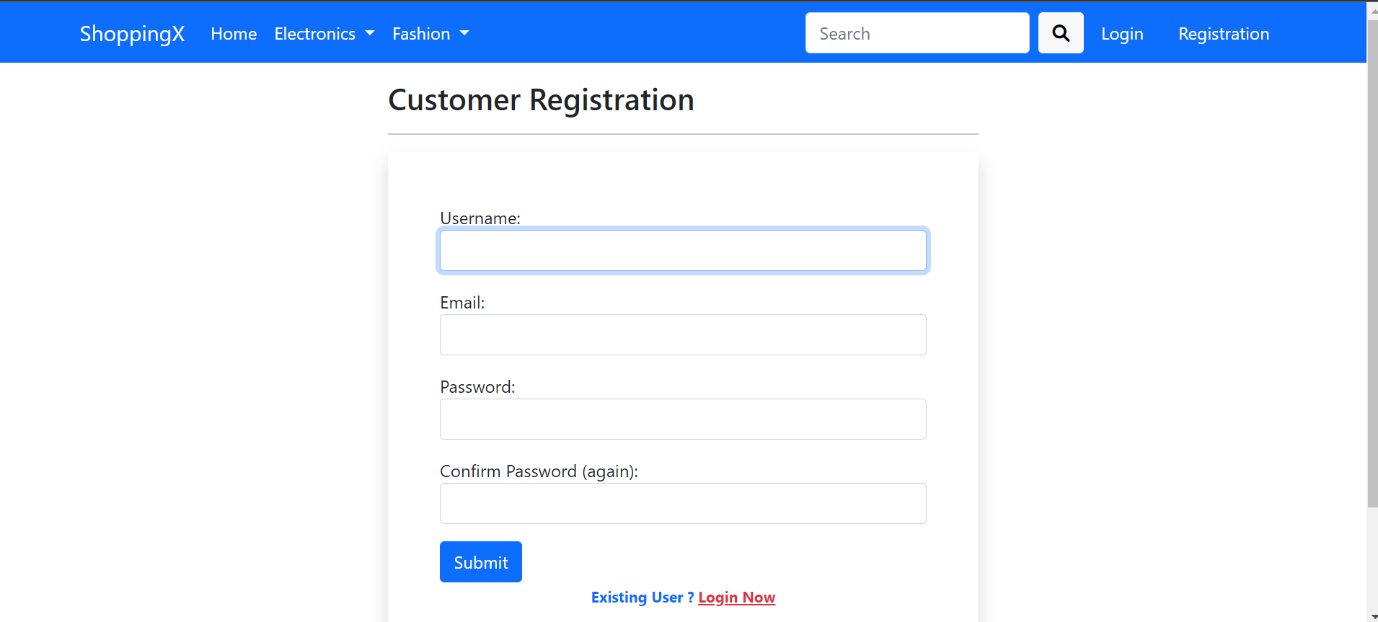 ShoppingX Home Electronics Fashion Search Login Registration
Customer Registration
Username:
Email:
Password:
Confirm Password (again):
Submit
Existing User ? Login Now